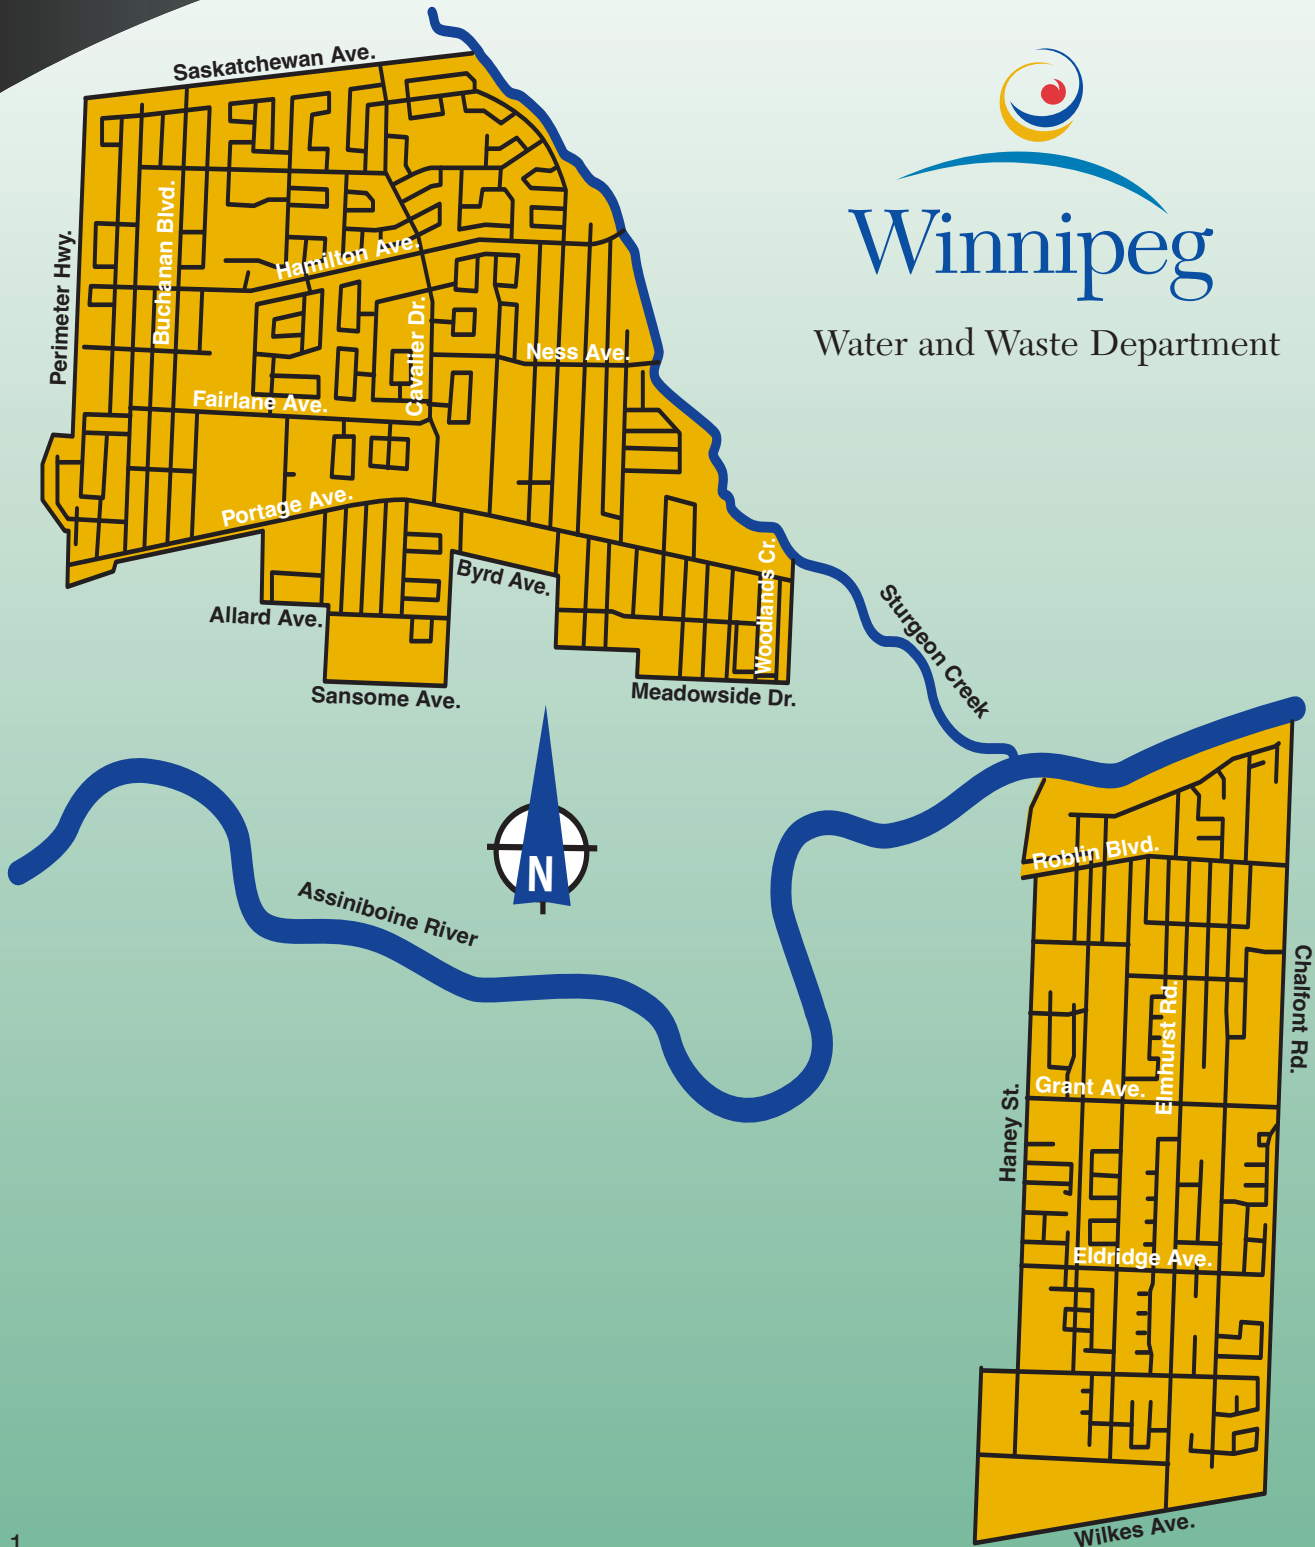 Saskatchewan Ave.
Winnipeg
Water and Waste Department
Perimeter Hwy.
Buchanan Blvd.
Hamilton Ave.
Cavalier Dr.
Ness Ave.
Fairlane Ave.
Portage Ave.
Byrd Ave.
Woodlands Cr.
Allard Ave.
Sansome Ave.
Meadowside Dr.
Sturgeon Creek
N
Assiniboine River
Roblin Blvd.
Chalfont Rd.
Elmhurst Rd.
Grant Ave.
Haney St.
Eldridge Ave.
Wilkes Ave.
1